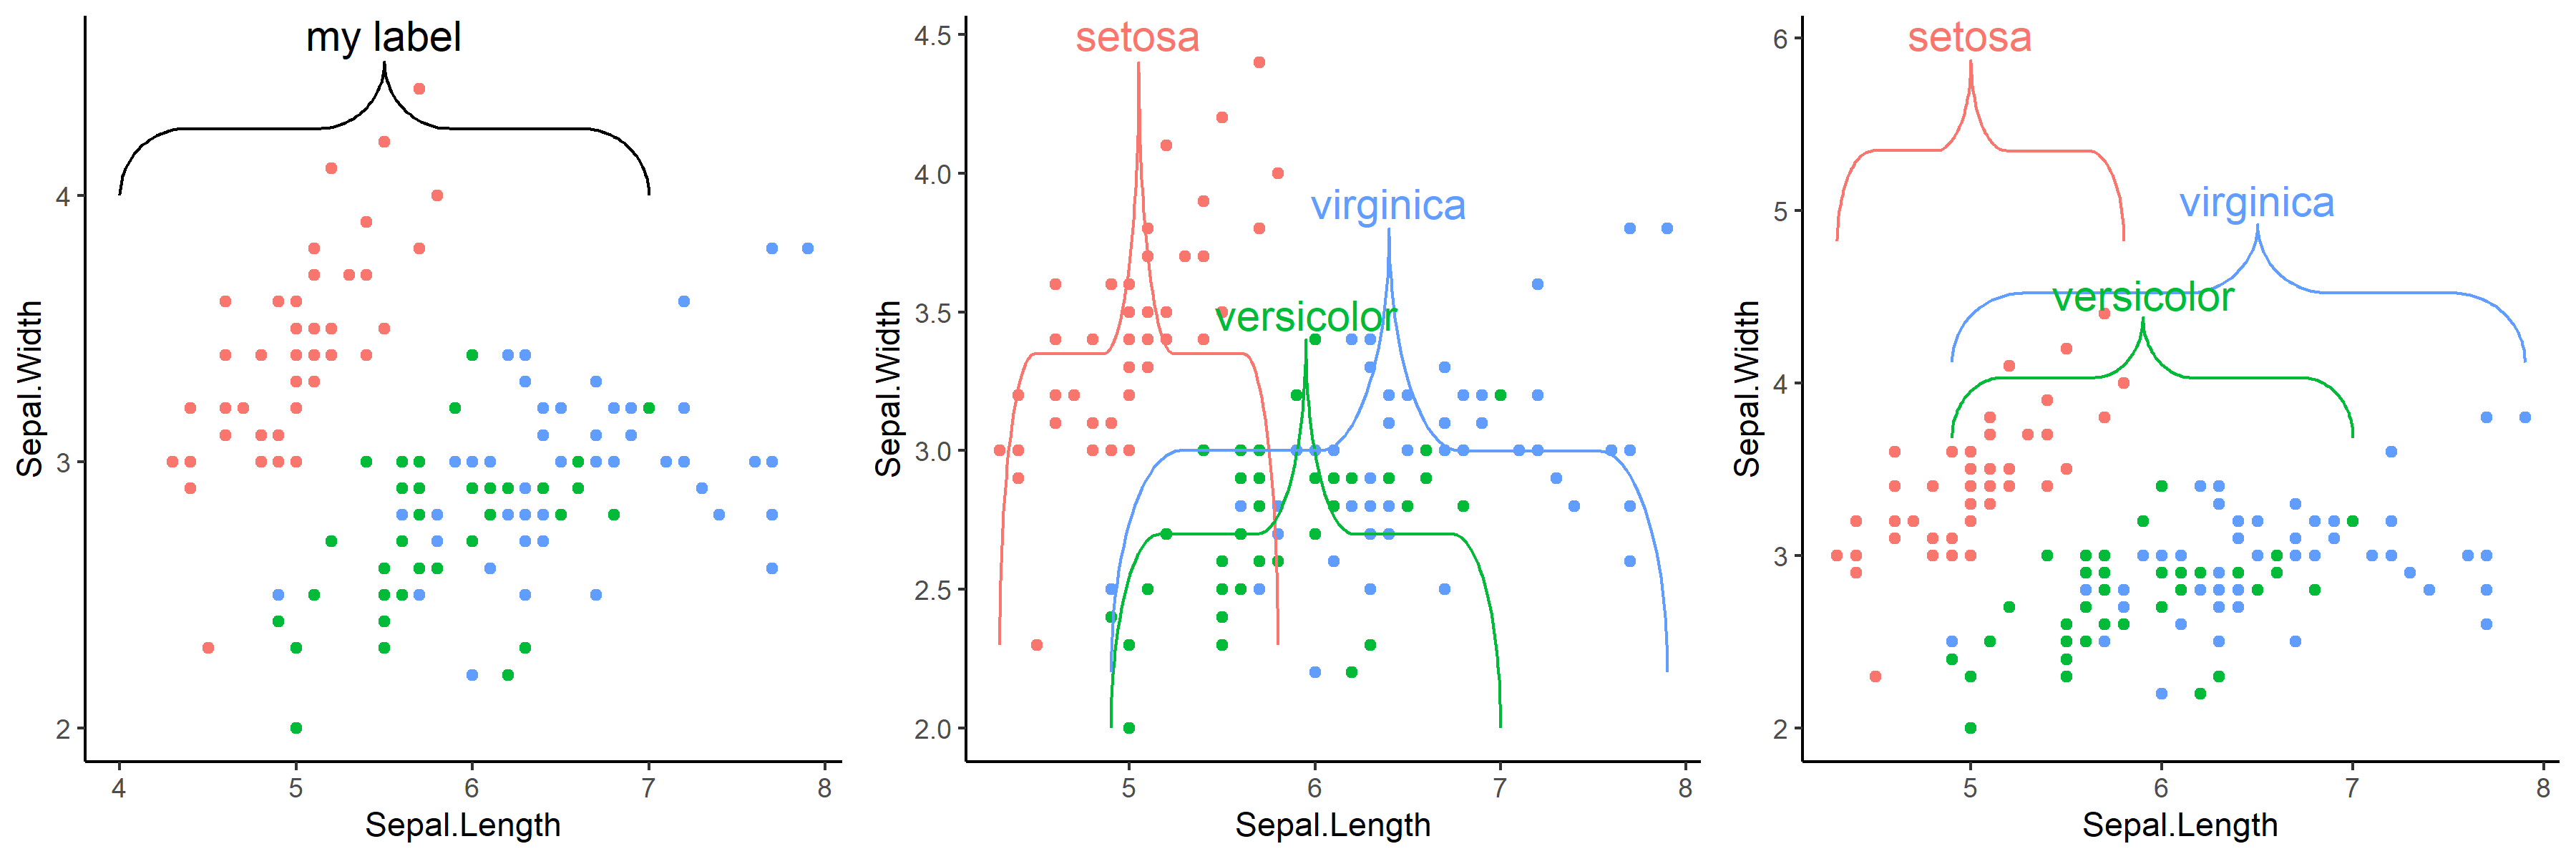 my label
4
3
2
4 5 6 7 8
Sepal.Length
Sepal.Width
setosa
virginica
versicolor
4.5
4.0
3.5
3.0
2.5
2.0
5 6 7 8
Sepal.Length
Sepal.Width
setosa
virginica
versicolor
6
5
4
3
2
5 6 7 8
Sepal.Length
Sepal.Width